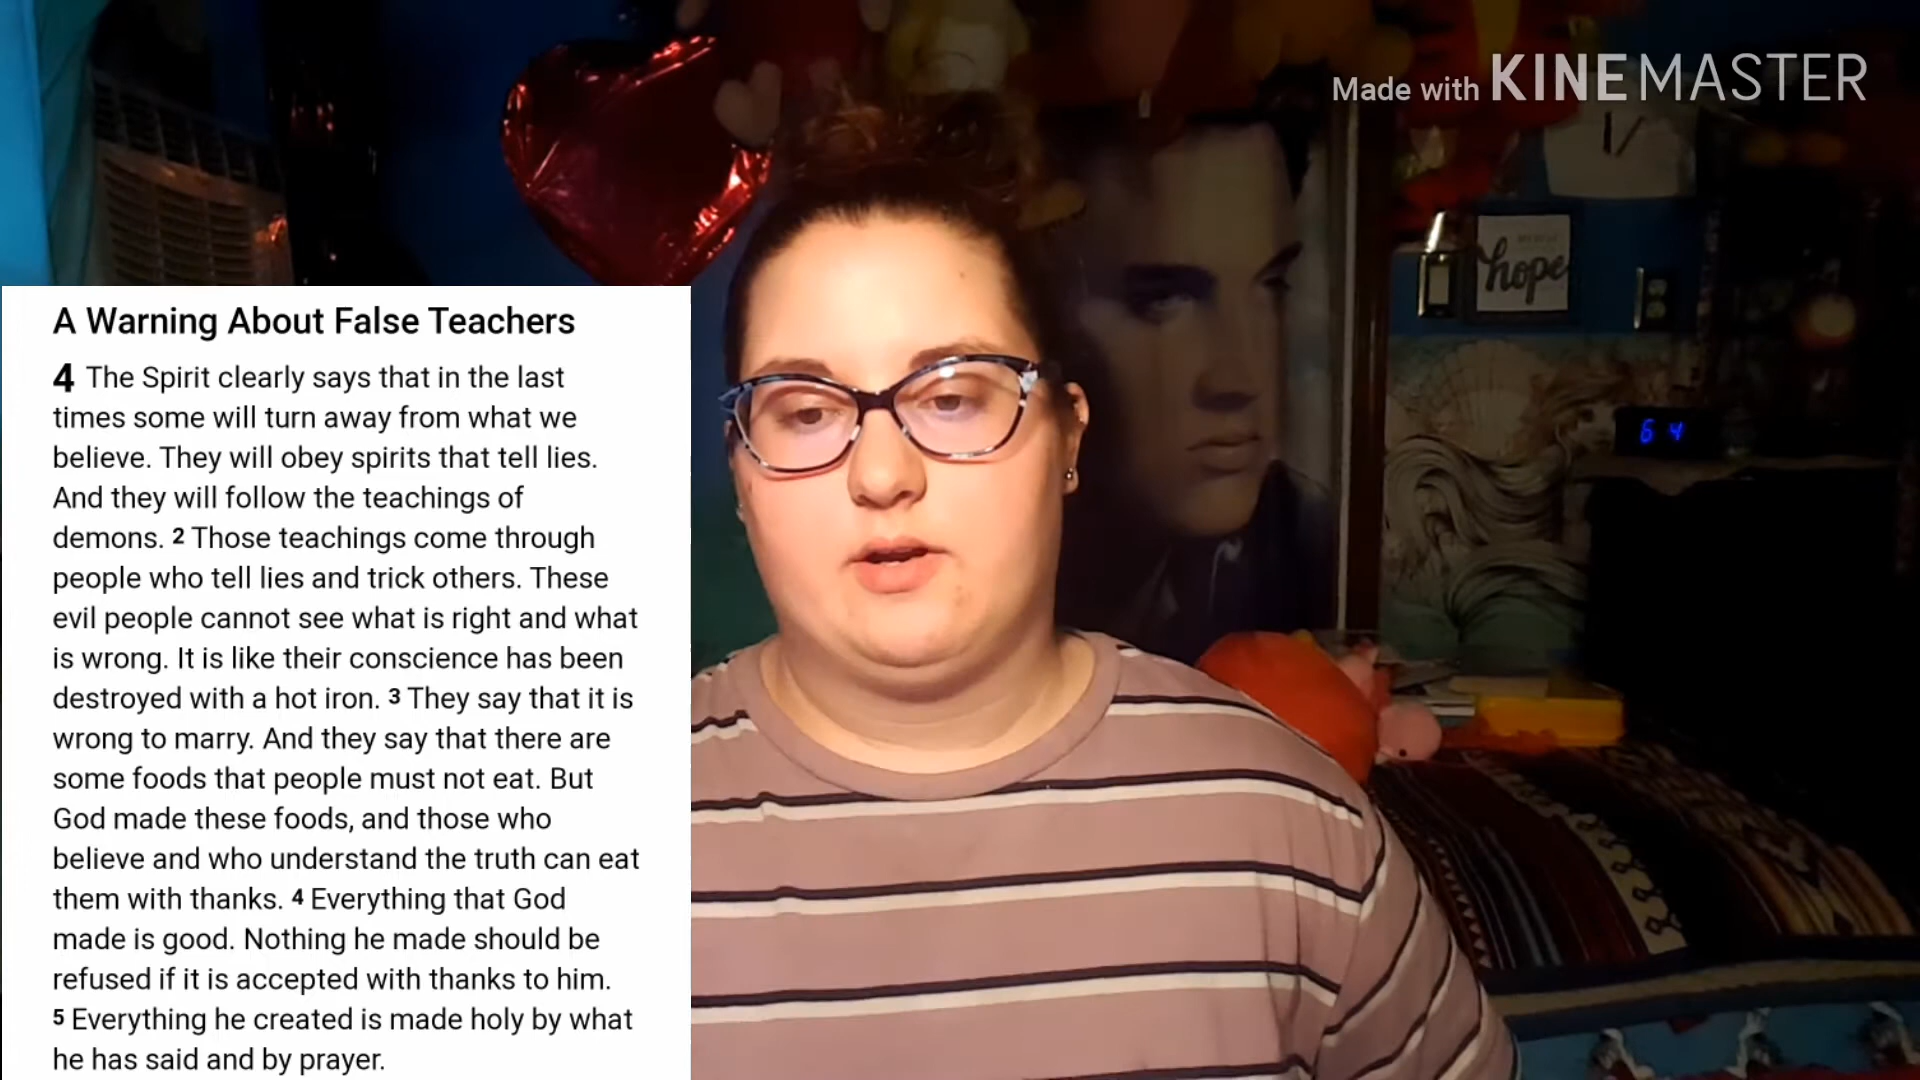 Made with KINEMASTER
hope
6 4
A Warning About False Teachers
4 The Spirit clearly says that in the last
times some will turn away from what we
believe. They will obey spirits that tell lies.
And they will follow the teachings of
demons. 2 Those teachings come through
people who tell lies and trick others. These
evil people cannot see what is right and what
is wrong. It is like their conscience has been
destroyed with a hot iron. 3 They say that it is
wrong to marry. And they say that there are
some foods that people must not eat. But
God made these foods, and those who
believe and who understand the truth can eat
them with thanks. 4 Everything that God
made is good. Nothing he made should be
refused if it is accepted with thanks to him.
5 Everything he created is made holy by what
he has said and by prayer.